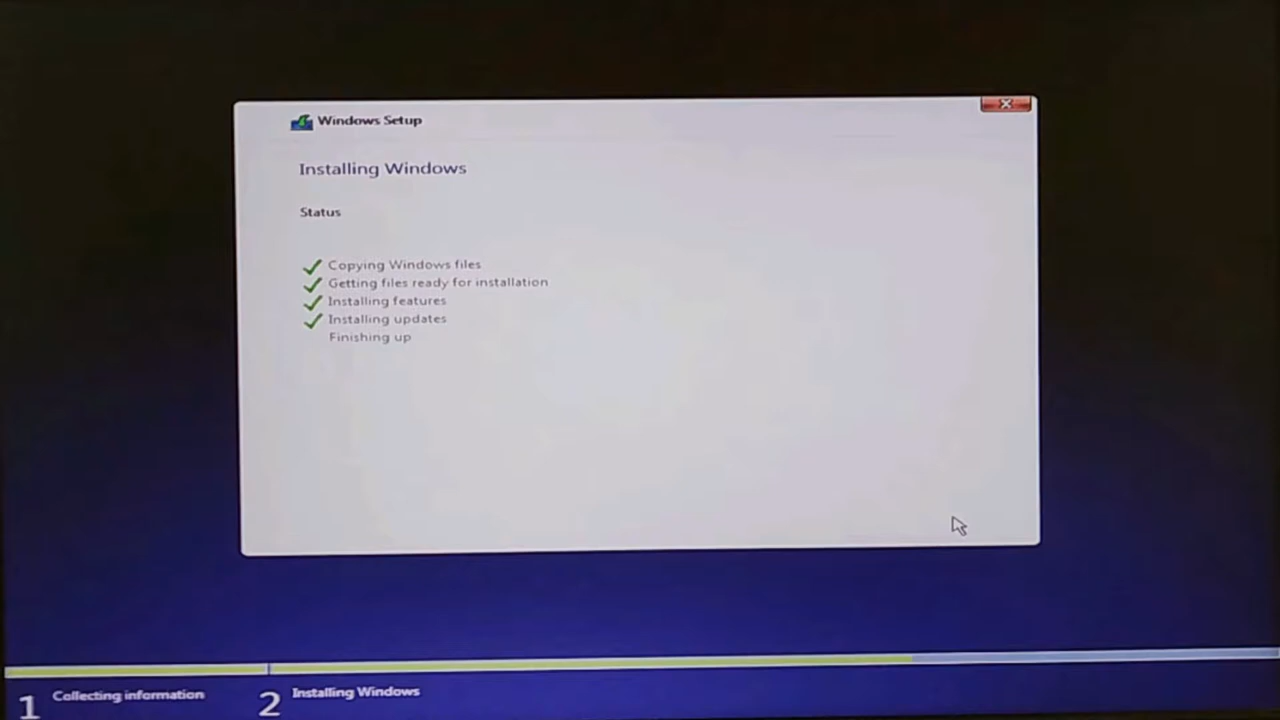 Windows Setup
Installing Windows
Status
Copying Windows files
Getting files ready for installation
Installing features
Installing updates
Finishing up
1 Collecting information
2 Installing Windows